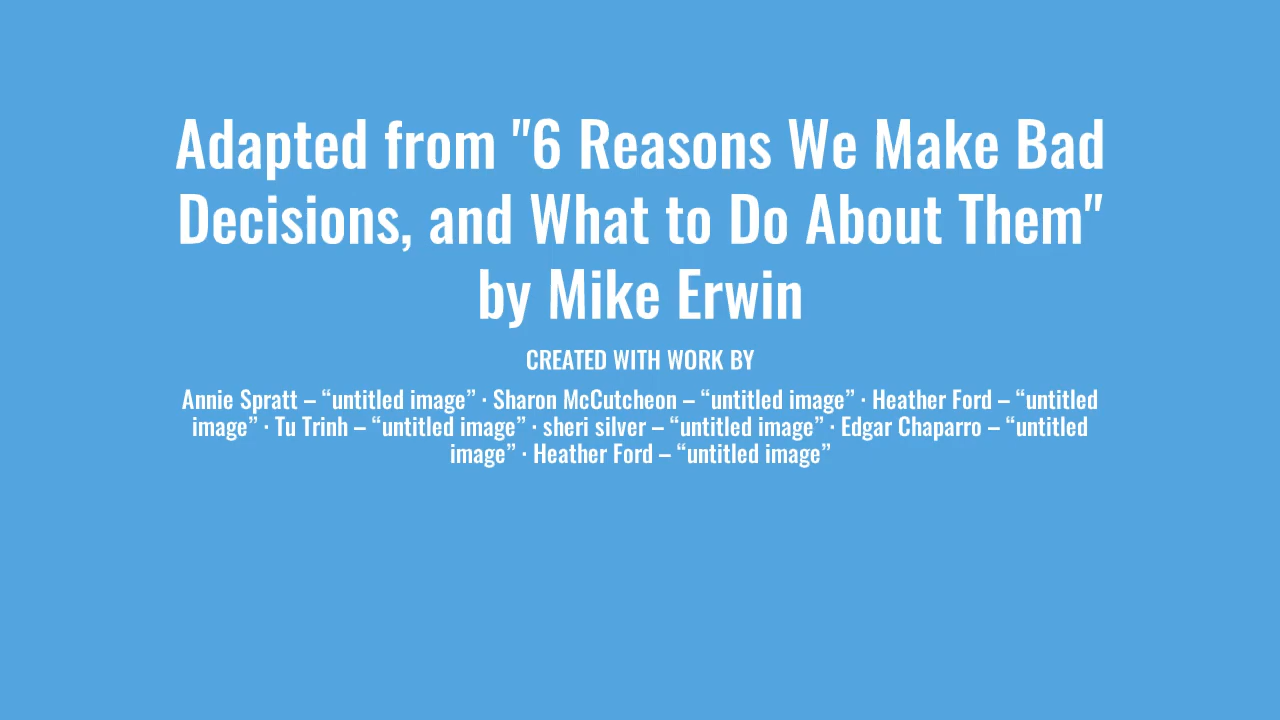 Adapted from "6 Reasons We Make Bad
Decisions, and What to Do About Them"
by Mike Erwin
CREATED WITH WORK BY
Annie Spratt – “untitled image” · Sharon McCutcheon – “untitled image” · Heather Ford – “untitled
image” · Tu Trinh – “untitled image” · sheri silver – “untitled image” · Edgar Chaparro – “untitled
image” · Heather Ford – “untitled image”